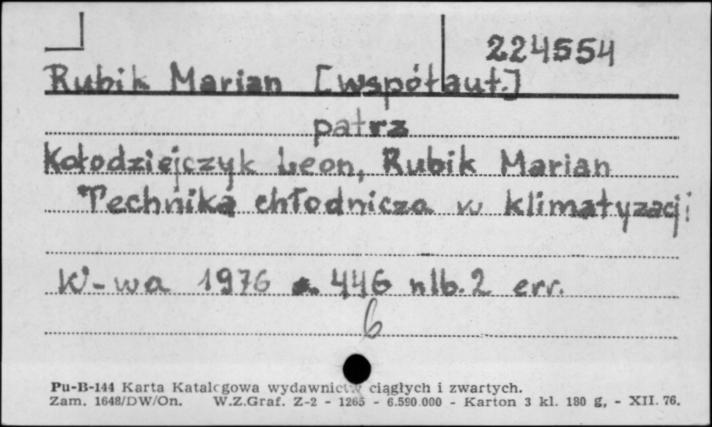 224554
Rubik Marian [współaut.]
patrz
Kołodziejczyk Leon, Rubik Marian
Technika chłodnicza w klimatyzacji
W-wa 1976 s. 446 nlb. 2 err.
6
Pu-B-144 Karta Katalogowa wydawnictw ciągłych i zwartych.
Zam. 1648/DW/On. W.Z.Graf. Z-2 - 1265 - 6.590.000 - Karton 3 kl. 180 g, - XII. 76.